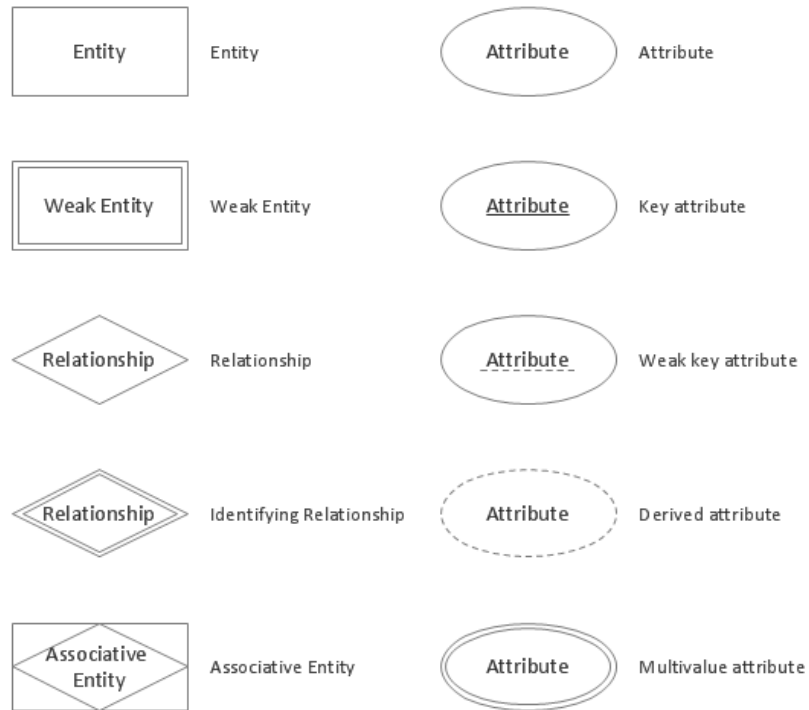 Entity
Entity
Attribute
Attribute
Weak Entity
Weak Entity
Attribute
Key attribute
Relationship
Relationship
Attribute
Weak key attribute
Relationship
Identifying Relationship
Attribute
Derived attribute
Associative
Entity
Associative Entity
Attribute
Multivalue attribute